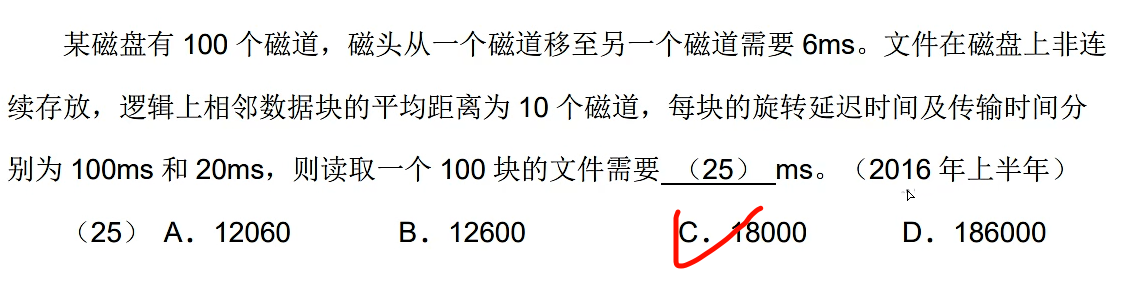 某磁盘有 100 个磁道，磁头从一个磁道移至另一个磁道需要 6ms。文件在磁盘上非连
续存放，逻辑上相邻数据块的平均距离为 10 个磁道，每块的旋转延迟时间及传输时间分
别为 100ms 和 20ms，则读取一个 100 块的文件需要 （25） ms。（2016 年上半年）
（25） A．12060 B．12600 C．18000 D．186000